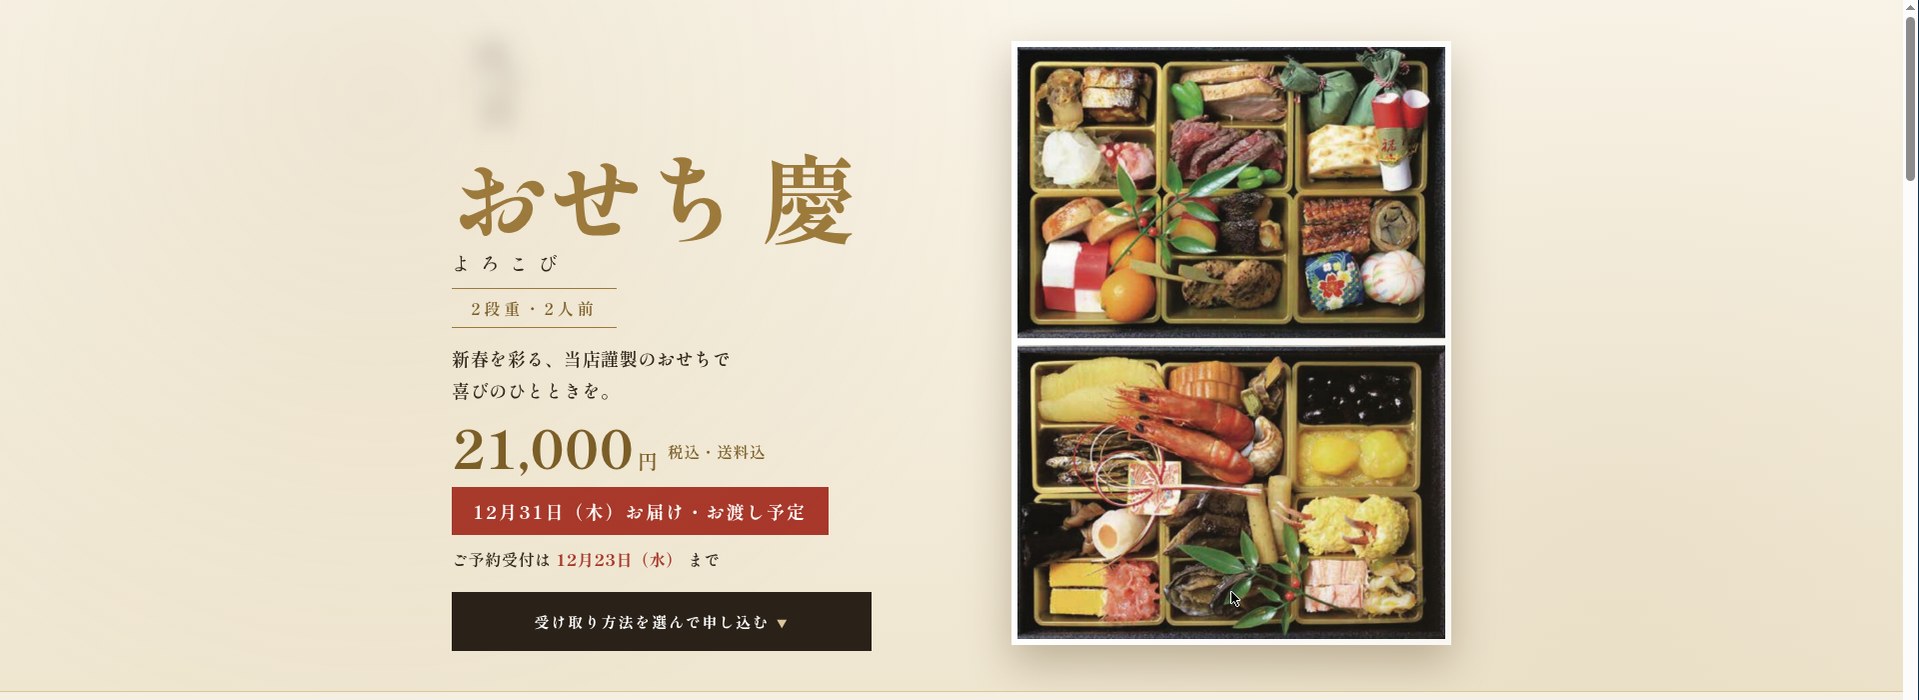 おせち 慶
よろこび
2段重・2人前
新春を彩る、当店謹製のおせちで
喜びのひとときを。
21,000円 税込・送料込
12月31日（木）お届け・お渡し予定
ご予約受付は 12月23日（水） まで
受け取り方法を選んで申し込む ▼